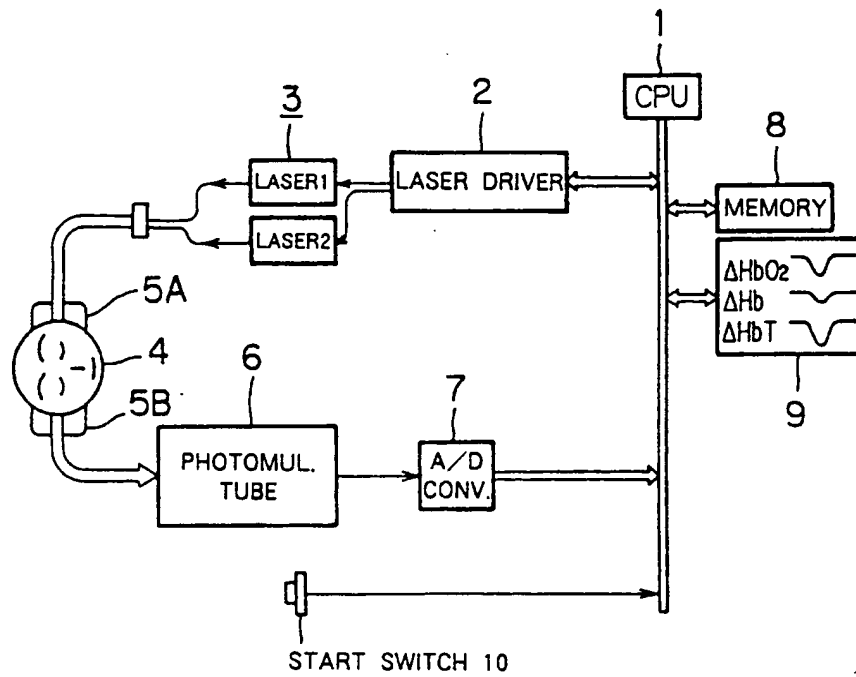 1
CPU
2
3
8
LASER1
LASER DRIVER
MEMORY
LASER2
5A
ΔHbO₂
ΔHb
ΔHbT
4
9
5B
6
7
PHOTOMUL.
TUBE
A/D
CONV.
START SWITCH 10